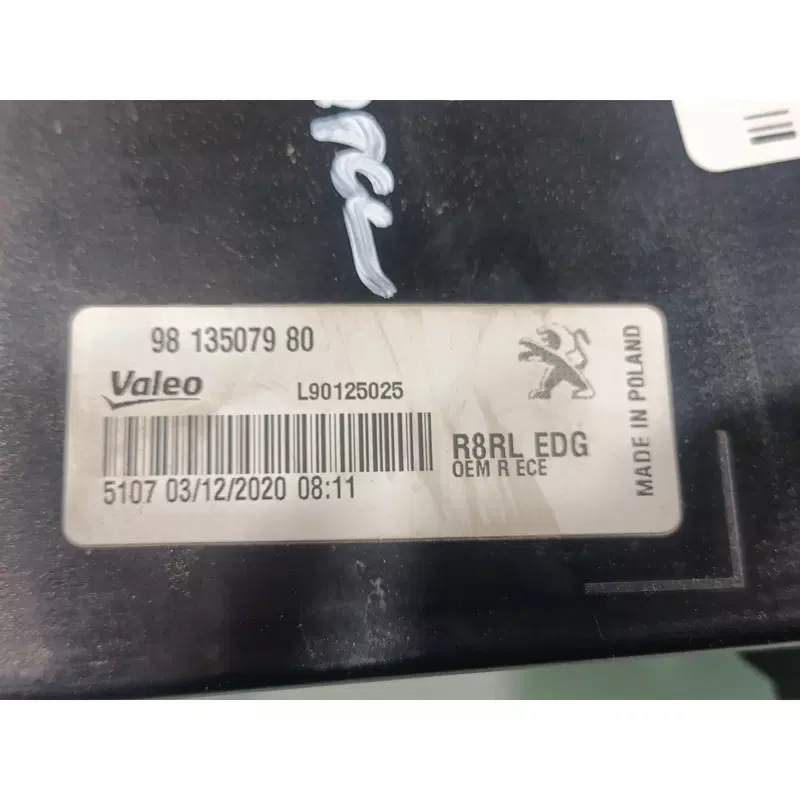 98 135079 80
Valeo
L90125025
R8RL EDG
OEM R ECE
5107 03/12/2020 08:11
MADE IN POLAND